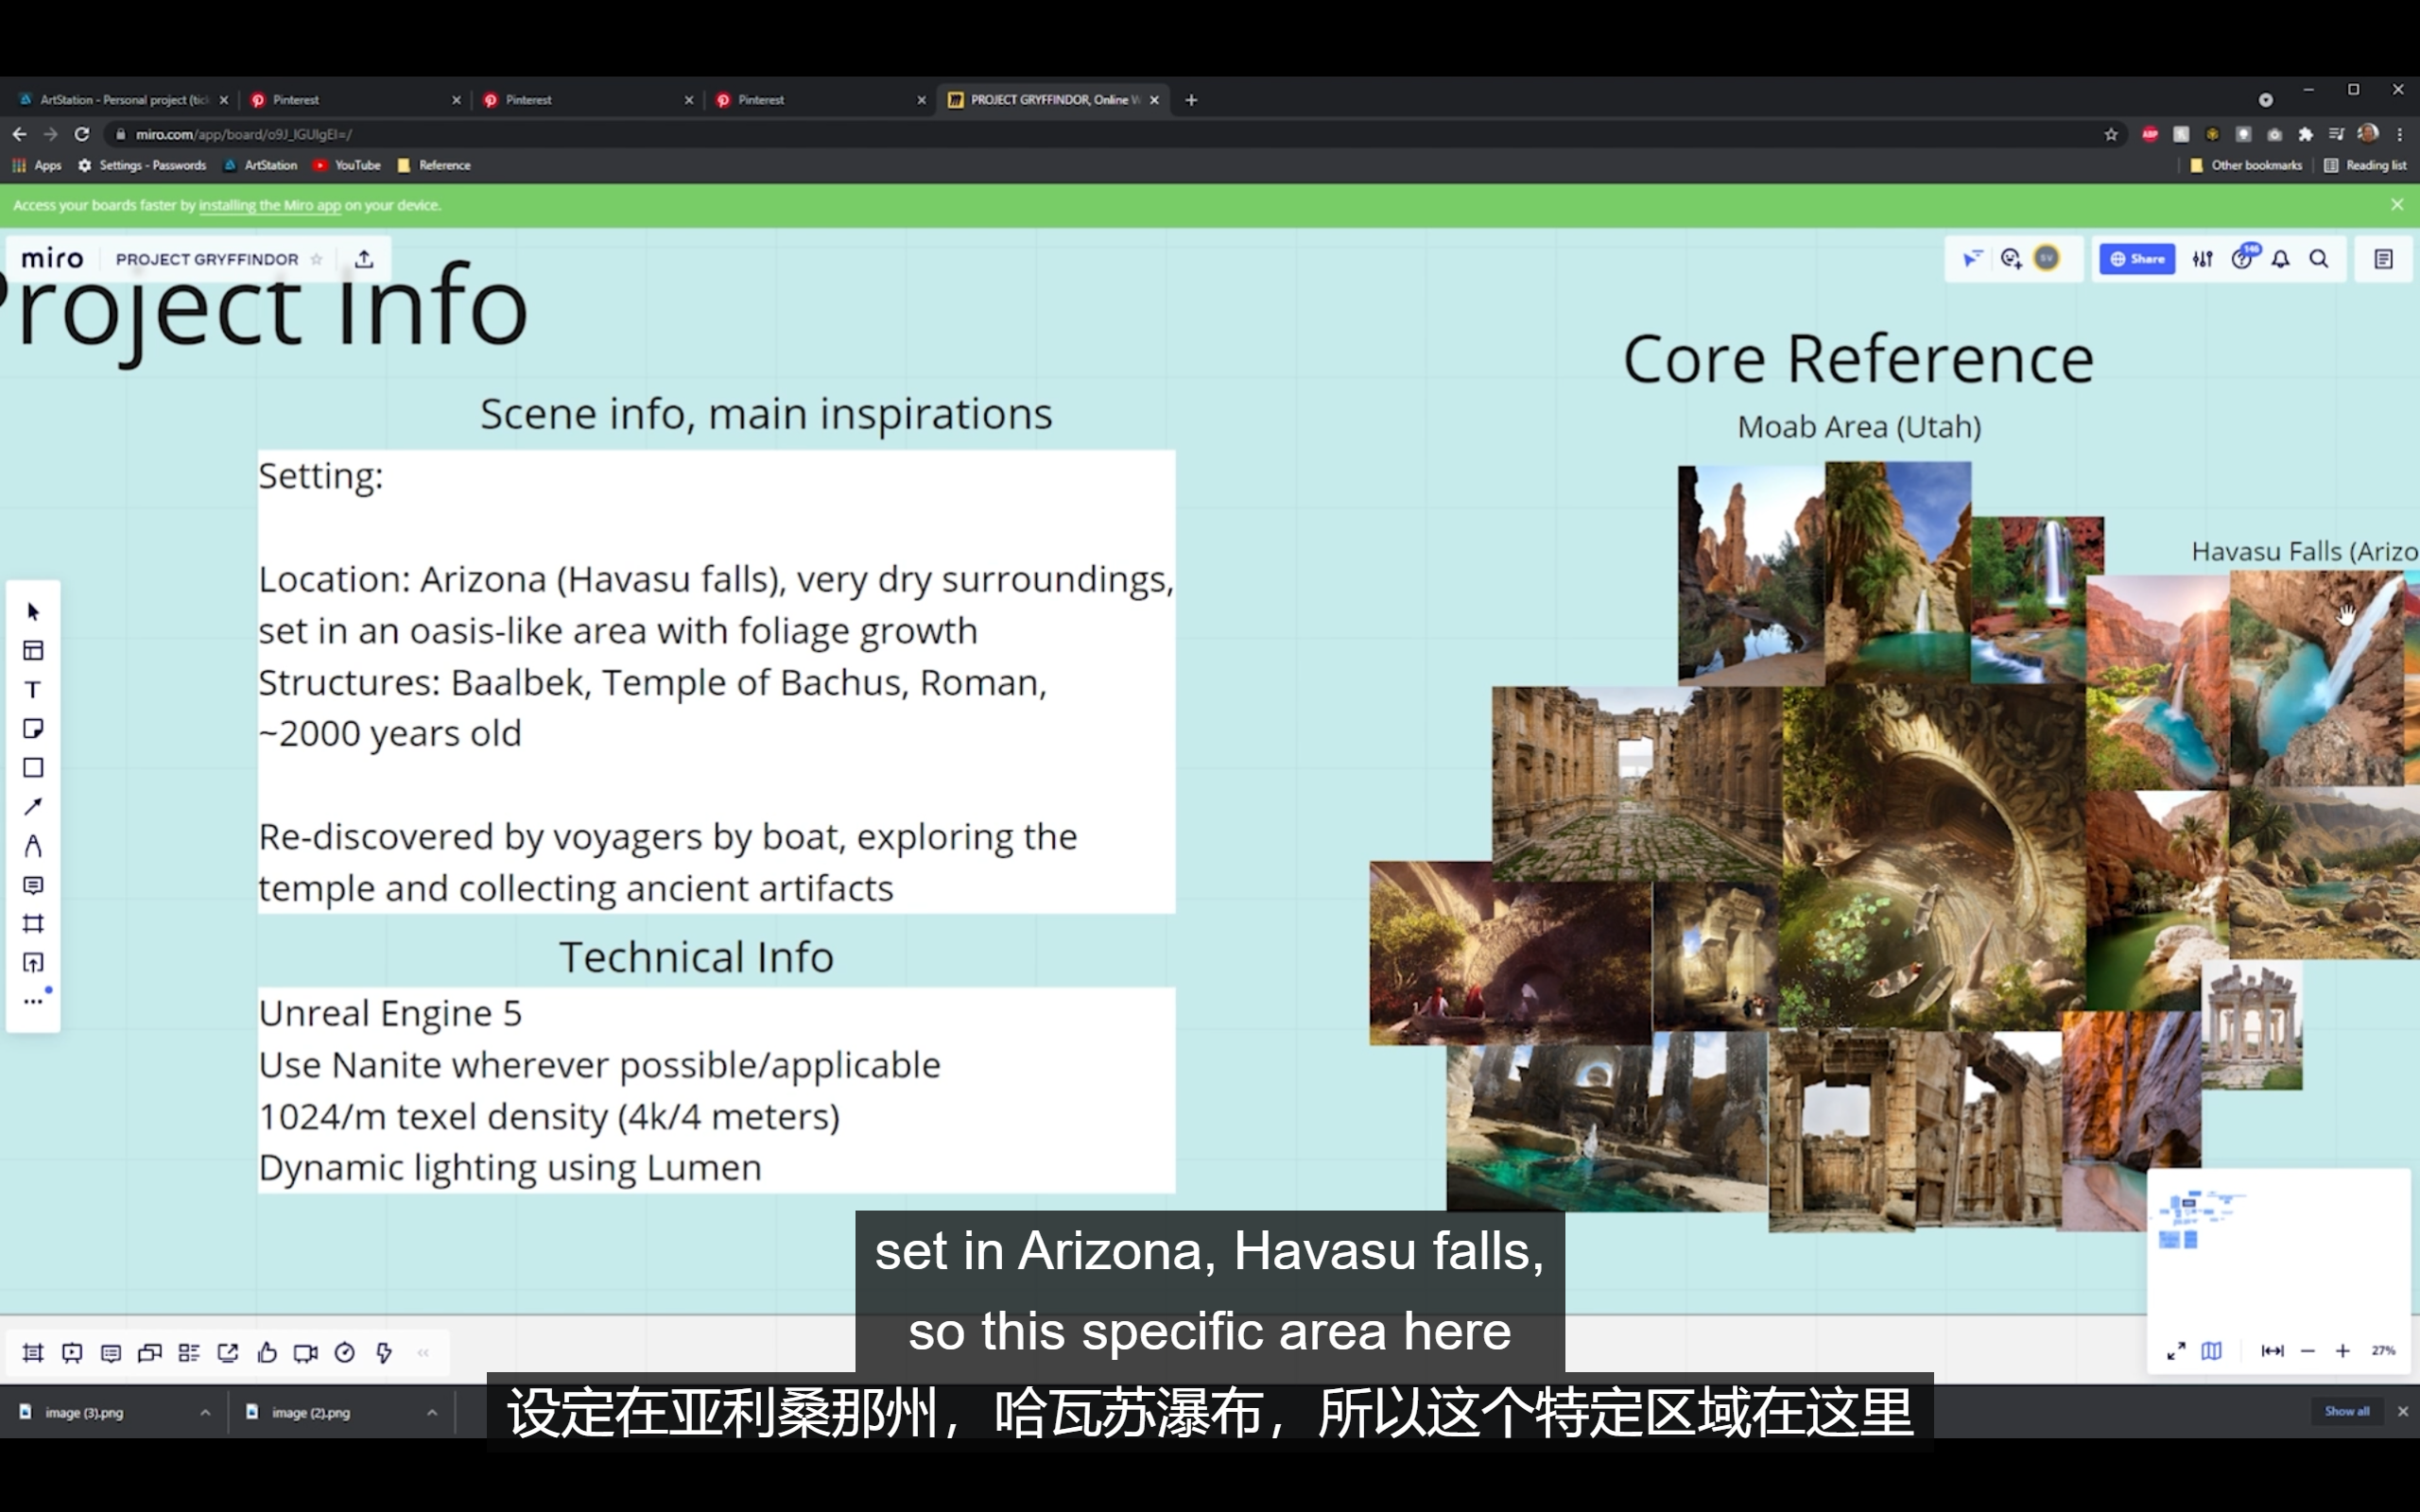 ArtStation - Personal project (tic
Pinterest
Pinterest
Pinterest
PROJECT GRYFFINDOR, Online W
miro.com/app/board/o9J_lGUlgEI=/
Apps
Settings - Passwords
ArtStation
YouTube
Reference
ABP
Other bookmarks
Reading list
Access your boards faster by installing the Miro app on your device.
miro
PROJECT GRYFFINDOR
SV
Share
146
Project Info
Scene info, main inspirations
Setting:
Location: Arizona (Havasu falls), very dry surroundings,
set in an oasis-like area with foliage growth
Structures: Baalbek, Temple of Bachus, Roman,
~2000 years old
Re-discovered by voyagers by boat, exploring the
temple and collecting ancient artifacts
Technical Info
Unreal Engine 5
Use Nanite wherever possible/applicable
1024/m texel density (4k/4 meters)
Dynamic lighting using Lumen
Core Reference
Moab Area (Utah)
Havasu Falls (Arizo
27%
set in Arizona, Havasu falls,
so this specific area here
设定在亚利桑那州，哈瓦苏瀑布，所以这个特定区域在这里
image (3).png
image (2).png
Show all